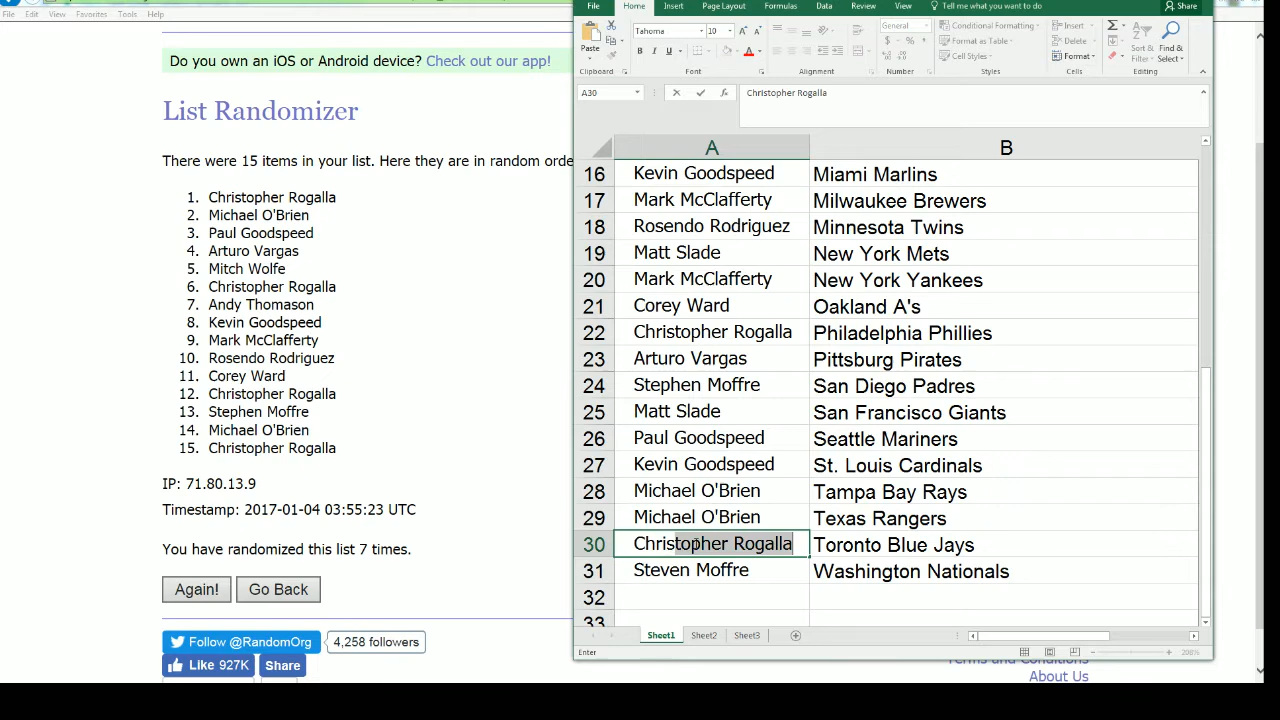 File Edit View Favorites Tools Help
Do you own an iOS or Android device? Check out our app!
List Randomizer
There were 15 items in your list. Here they are in random orde
1. Christopher Rogalla
2. Michael O'Brien
3. Paul Goodspeed
4. Arturo Vargas
5. Mitch Wolfe
6. Christopher Rogalla
7. Andy Thomason
8. Kevin Goodspeed
9. Mark McClafferty
10. Rosendo Rodriguez
11. Corey Ward
12. Christopher Rogalla
13. Stephen Moffre
14. Michael O'Brien
15. Christopher Rogalla
IP: 71.80.13.9
Timestamp: 2017-01-04 03:55:23 UTC
You have randomized this list 7 times.
Again! Go Back
Follow @RandomOrg 4,258 followers
Like 927K Share
File Home Insert Page Layout Formulas Data Review View Tell me what you want to do Share
Paste Tahoma 10 General Conditional Formatting Insert
B I U $ % Format as Table Delete Sort & Find &
Cell Styles Format Filter Select
Clipboard Font Alignment Number Styles Cells Editing
A30 fx Christopher Rogalla
A B
16 Kevin Goodspeed Miami Marlins
17 Mark McClafferty Milwaukee Brewers
18 Rosendo Rodriguez Minnesota Twins
19 Matt Slade New York Mets
20 Mark McClafferty New York Yankees
21 Corey Ward Oakland A's
22 Christopher Rogalla Philadelphia Phillies
23 Arturo Vargas Pittsburg Pirates
24 Stephen Moffre San Diego Padres
25 Matt Slade San Francisco Giants
26 Paul Goodspeed Seattle Mariners
27 Kevin Goodspeed St. Louis Cardinals
28 Michael O'Brien Tampa Bay Rays
29 Michael O'Brien Texas Rangers
30 Christopher Rogalla Toronto Blue Jays
31 Steven Moffre Washington Nationals
32
33
Sheet1 Sheet2 Sheet3
Enter 208%
Terms and Conditions
About Us